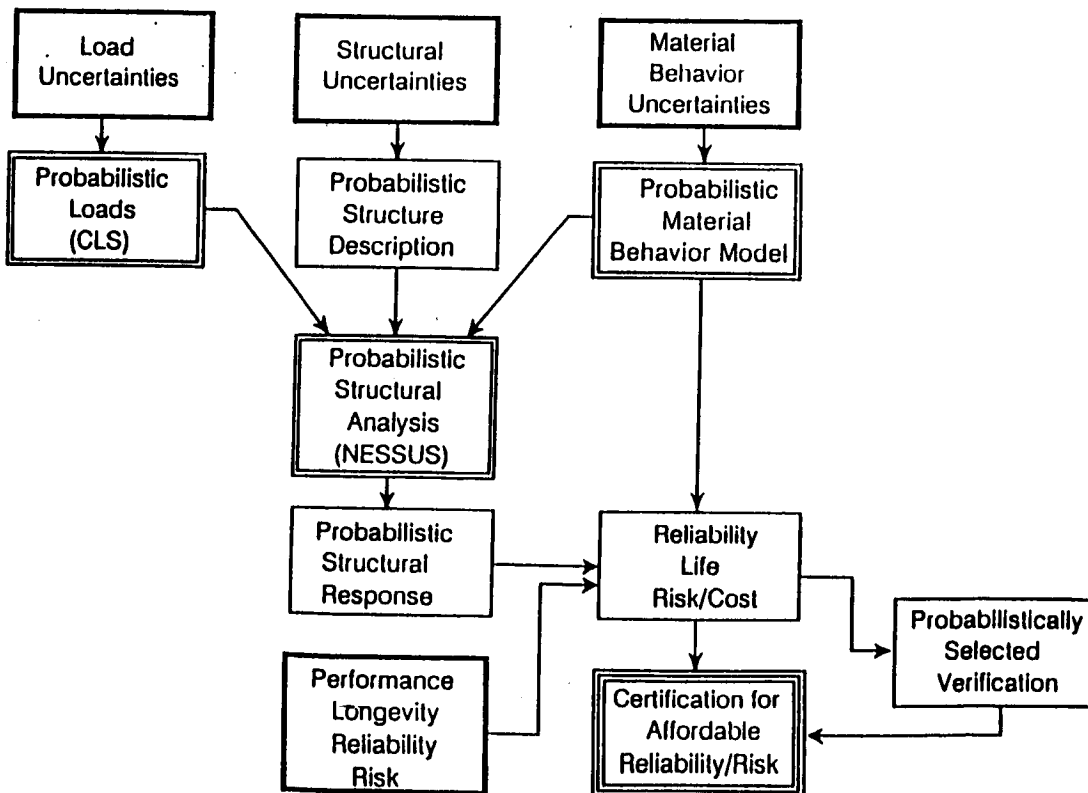 Load
Uncertainties
Structural
Uncertainties
Material
Behavior
Uncertainties
Probabilistic
Loads
(CLS)
Probabilistic
Structure
Description
Probabilistic
Material
Behavior Model
Probabilistic
Structural
Analysis
(NESSUS)
Probabilistic
Structural
Response
Reliability
Life
Risk/Cost
Probabilistically
Selected
Verification
Performance
Longevity
Reliability
Risk
Certification for
Affordable
Reliability/Risk